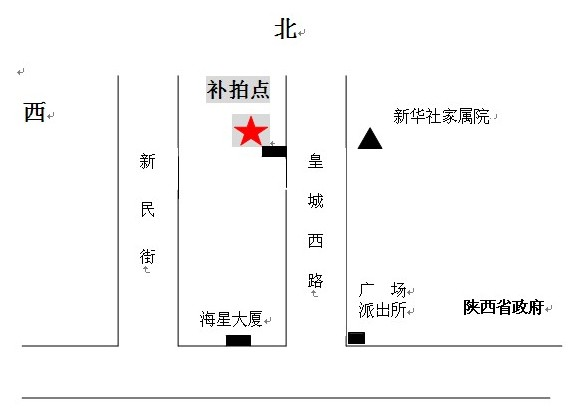 北
西
补拍点
新华社家属院
新民街
皇城西路
广 场
派出所
陕西省政府
海星大厦